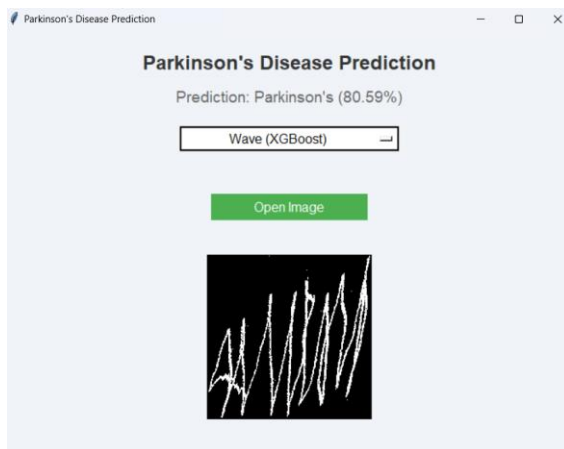 Parkinson's Disease Prediction
Parkinson's Disease Prediction
Prediction: Parkinson's (80.59%)
Wave (XGBoost)
Open Image